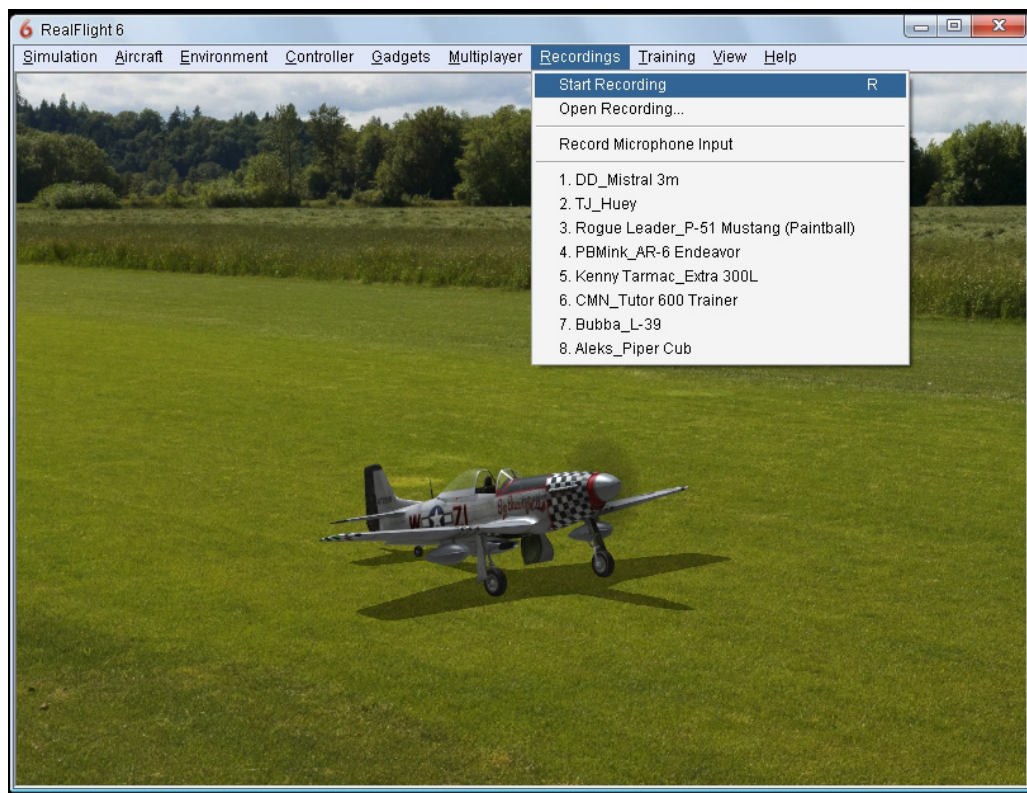 6 RealFlight 6
Simulation Aircraft Environment Controller Gadgets Multiplayer Recordings Training View Help
Start Recording R
Open Recording...
Record Microphone Input
1. DD_Mistral 3m
2. TJ_Huey
3. Rogue Leader_P-51 Mustang (Paintball)
4. PBMink_AR-6 Endeavor
5. Kenny Tarmac_Extra 300L
6. CMN_Tutor 600 Trainer
7. Bubba_L-39
8. Aleks_Piper Cub
W 71